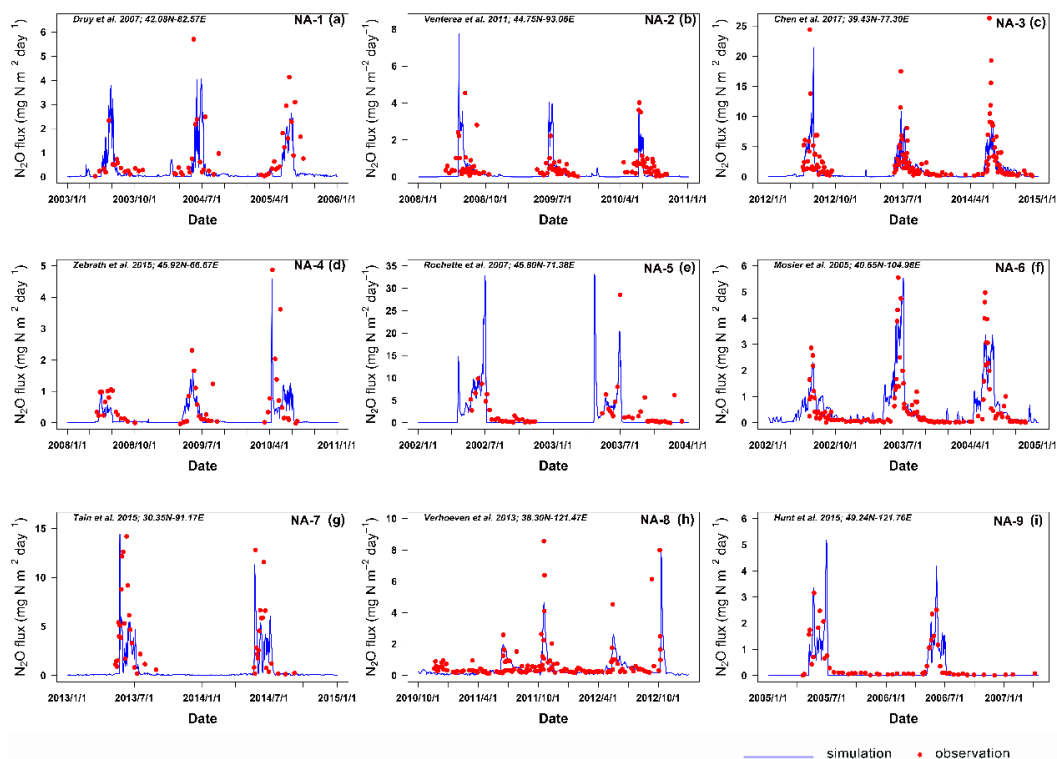 Druy et al. 2007; 42.08N-82.57E NA-1 (a)
N2O flux (mg N m−2 day−1)
6
5
4
3
2
1
0
2003/1/1 2003/10/1 2004/7/1 2005/4/1 2006/1/1
Date
Venterea et al. 2011; 44.75N-93.06E NA-2 (b)
N2O flux (mg N m−2 day−1)
8
6
4
2
0
2008/1/1 2008/10/1 2009/7/1 2010/4/1 2011/1/1
Date
Chen et al. 2017; 39.43N-77.30E NA-3 (c)
N2O flux (mg N m−2 day−1)
25
20
15
10
5
0
2012/1/1 2012/10/1 2013/7/1 2014/4/1 2015/1/1
Date
Zebrath et al. 2015; 45.92N-66.67E NA-4 (d)
N2O flux (mg N m−2 day−1)
5
4
3
2
1
0
2008/1/1 2008/10/1 2009/7/1 2010/4/1 2011/1/1
Date
Rochette et al. 2007; 46.80N-71.38E NA-5 (e)
N2O flux (mg N m−2 day−1)
35
30
25
20
15
10
5
0
2002/1/1 2002/7/1 2003/1/1 2003/7/1 2004/1/1
Date
Mosier et al. 2005; 40.65N-104.98E NA-6 (f)
N2O flux (mg N m−2 day−1)
6
5
4
3
2
1
0
2002/1/1 2002/10/1 2003/7/1 2004/4/1 2005/1/1
Date
Tain et al. 2015; 30.35N-91.17E NA-7 (g)
N2O flux (mg N m−2 day−1)
15
10
5
0
2013/1/1 2013/7/1 2014/1/1 2014/7/1 2015/1/1
Date
Verhoeven et al. 2013; 38.30N-121.47E NA-8 (h)
N2O flux (mg N m−2 day−1)
10
8
6
4
2
0
2010/10/1 2011/4/1 2011/10/1 2012/4/1 2012/10/1
Date
Hunt et al. 2015; 49.24N-121.76E NA-9 (i)
N2O flux (mg N m−2 day−1)
6
5
4
3
2
1
0
2005/1/1 2005/7/1 2006/1/1 2006/7/1 2007/1/1
Date
simulation observation